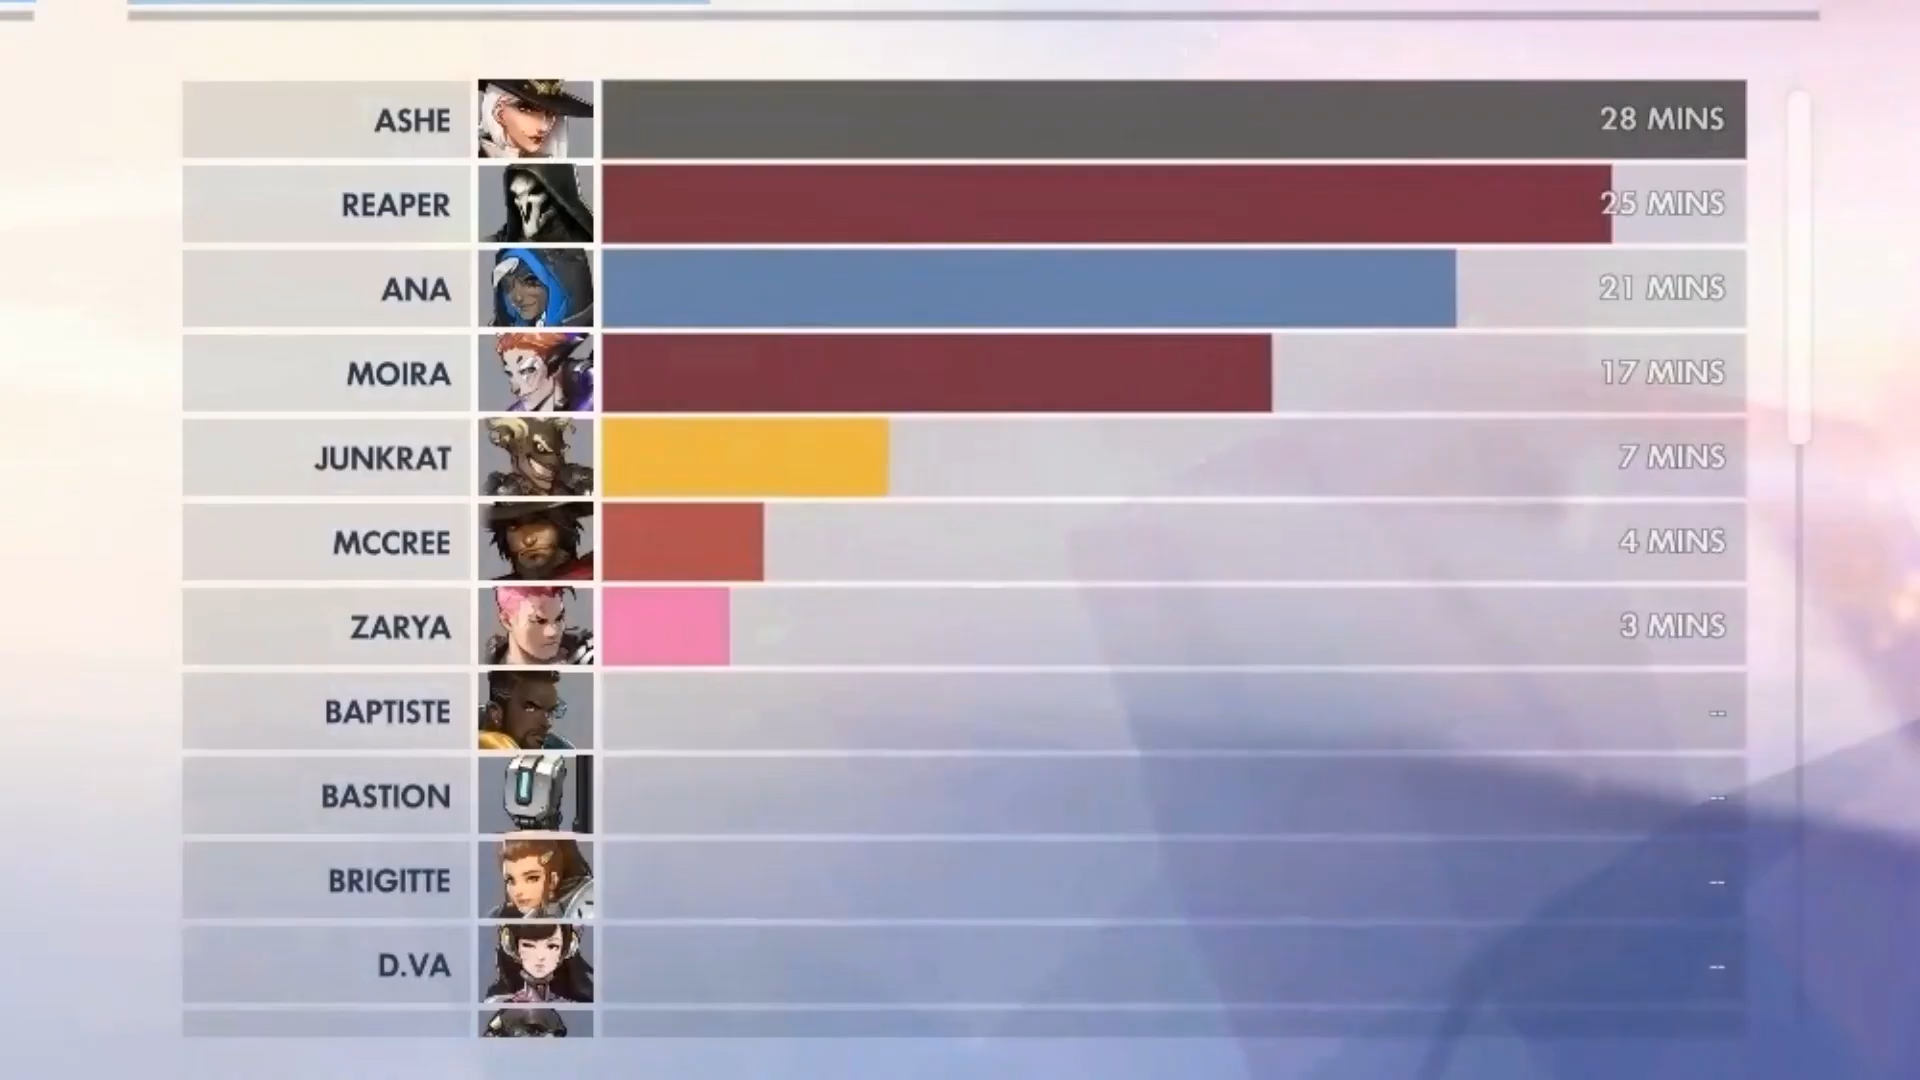 ASHE 28 MINS
REAPER 25 MINS
ANA 21 MINS
MOIRA 17 MINS
JUNKRAT 7 MINS
MCCREE 4 MINS
ZARYA 3 MINS
BAPTISTE --
BASTION --
BRIGITTE --
D.VA --